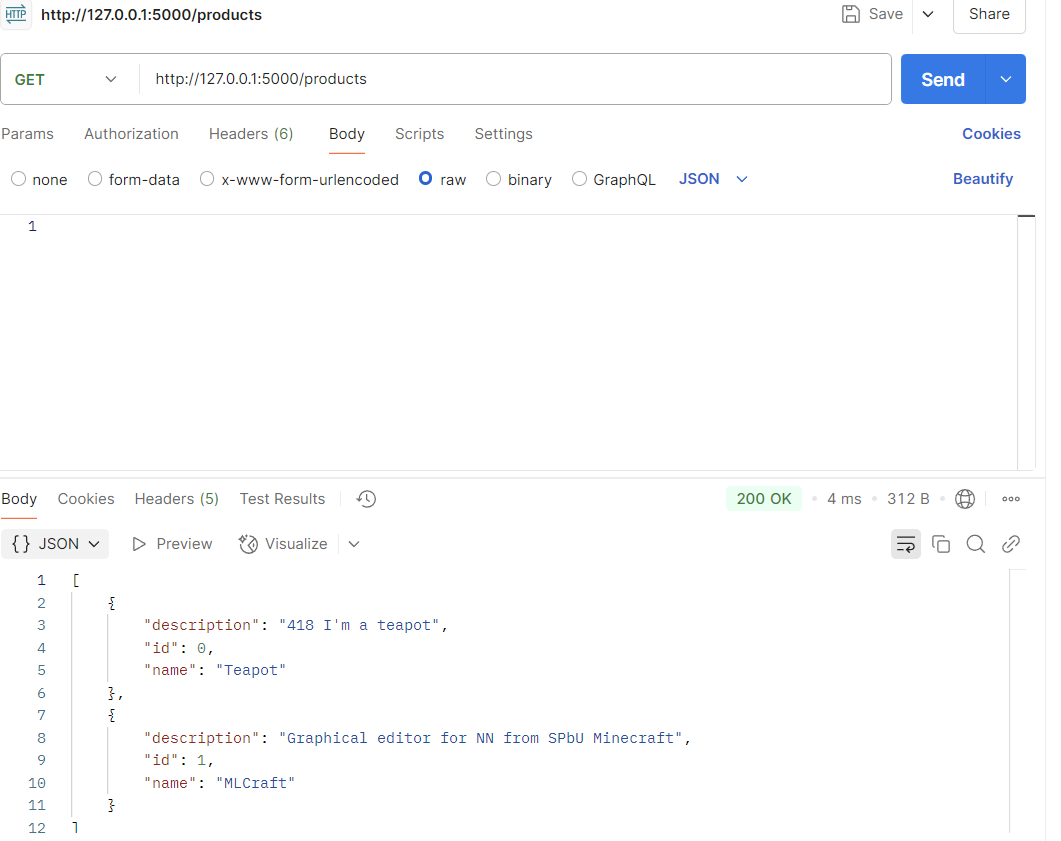 HTTP http://127.0.0.1:5000/products Save Share
GET http://127.0.0.1:5000/products Send
Params Authorization Headers (6) Body Scripts Settings Cookies
none form-data x-www-form-urlencoded raw binary GraphQL JSON Beautify
1
Body Cookies Headers (5) Test Results 200 OK • 4 ms • 312 B •
{} JSON Preview Visualize
1 [
2 {
3 "description": "418 I'm a teapot",
4 "id": 0,
5 "name": "Teapot"
6 },
7 {
8 "description": "Graphical editor for NN from SPbU Minecraft",
9 "id": 1,
10 "name": "MLCraft"
11 }
12 ]